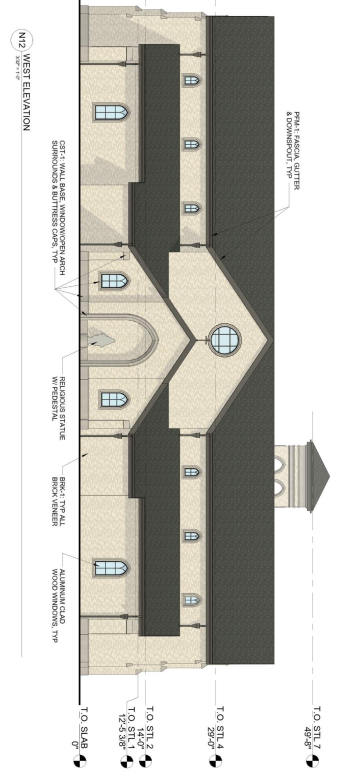 PFM-1: FASCIA, GUTTER
& DOWNSPOUT, TYP
T.O. STL 7
49'-8"
T.O. STL 4
29'-0"
T.O. STL 2
14'-0"
T.O. STL 1
12'-5 3/8"
T.O. SLAB
0"
CST-1: WALL BASE, WINDOW/OPEN ARCH
SURROUNDS & BUTTRESS CAPS, TYP
RELIGIOUS STATUE
W/ PEDESTAL
BRK-1: TYP ALL
BRICK VENEER
ALUMINUM CLAD
WOOD WINDOWS, TYP
N12
WEST ELEVATION
3/32" = 1'-0"